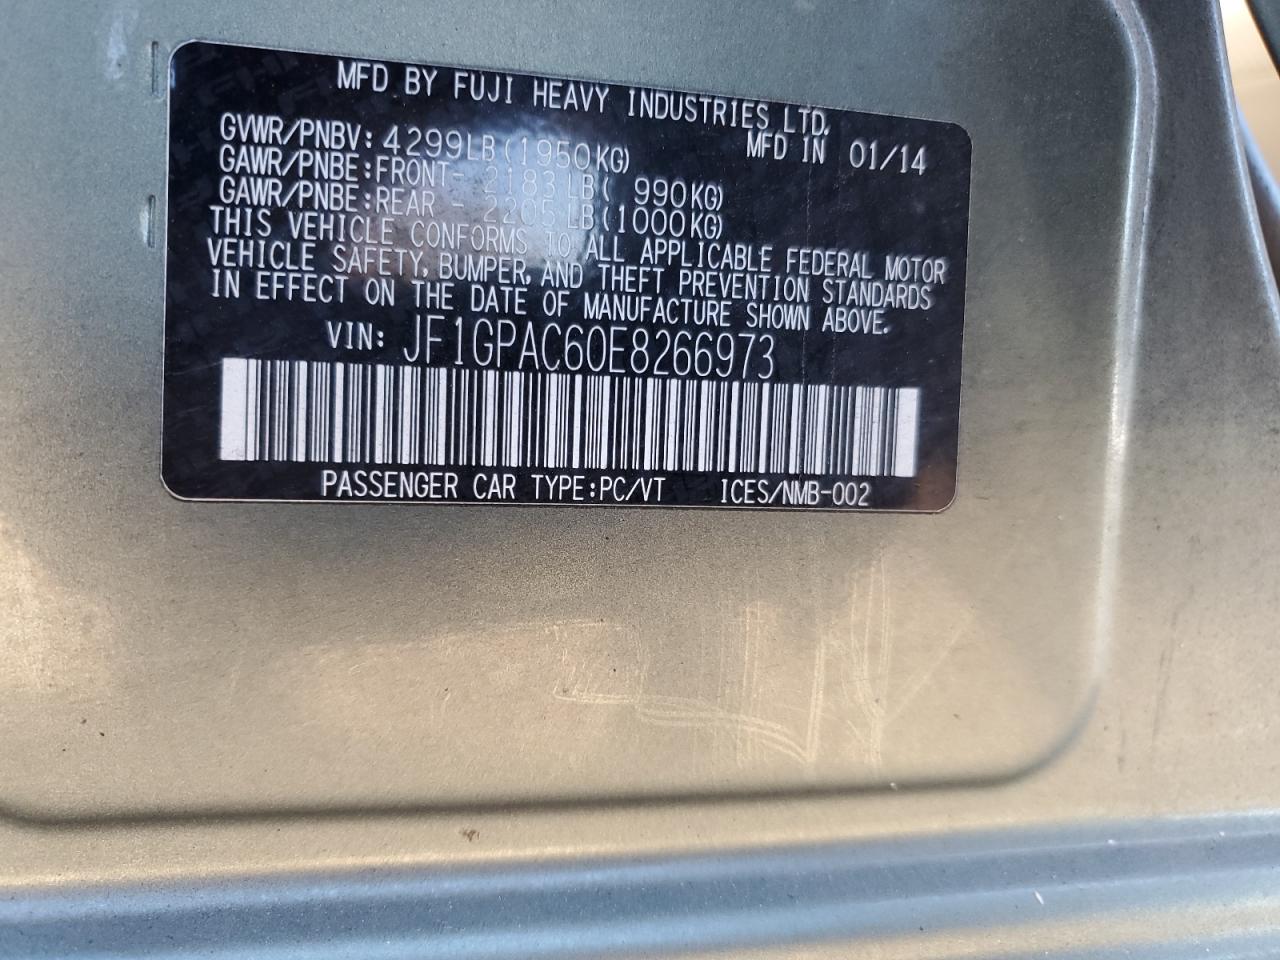 MFD BY FUJI HEAVY INDUSTRIES LTD.
MFD IN 01/14
GVWR/PNBV: 4299LB (1950KG)
GAWR/PNBE:FRONT- 2183LB( 990KG)
GAWR/PNBE:REAR - 2205LB(1000KG)
THIS VEHICLE CONFORMS TO ALL APPLICABLE FEDERAL MOTOR
VEHICLE SAFETY, BUMPER, AND THEFT PREVENTION STANDARDS
IN EFFECT ON THE DATE OF MANUFACTURE SHOWN ABOVE.
VIN: JF1GPAC60E8266973
PASSENGER CAR TYPE:PC/VT ICES/NMB-002